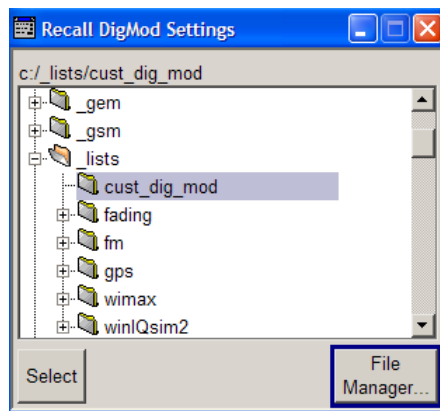 Recall DigMod Settings
c:/_lists/cust_dig_mod
_gem
_gsm
_lists
cust_dig_mod
fading
fm
gps
wimax
winIQsim2
Select
File
Manager...